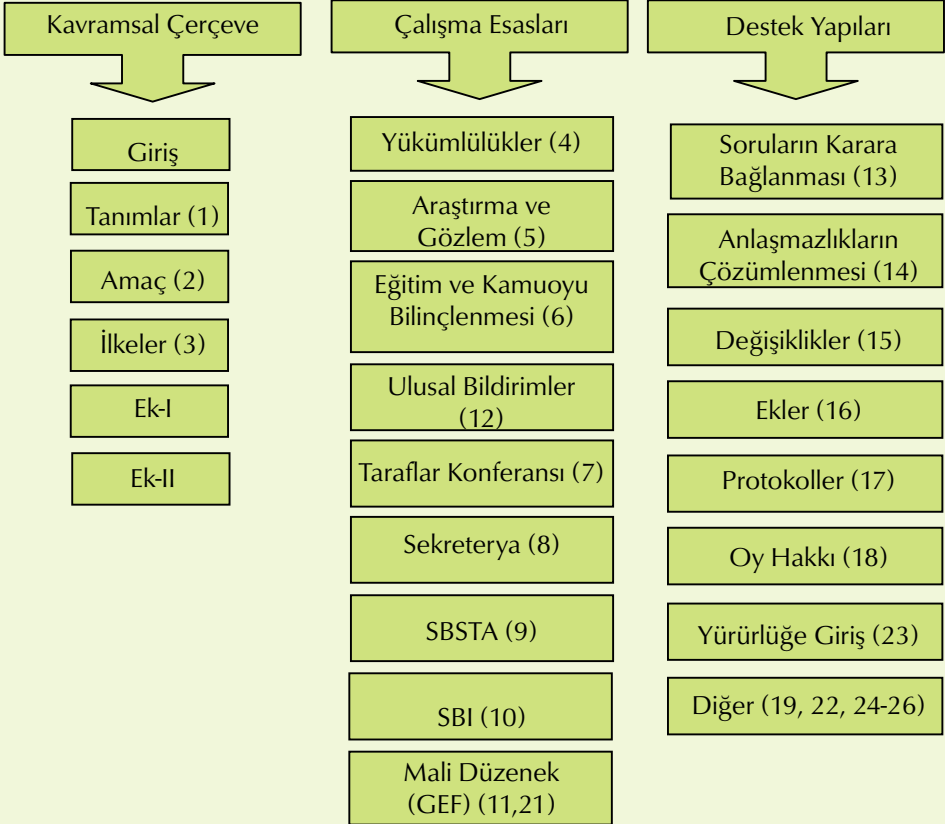 Kavramsal Çerçeve
Giriş
Tanımlar (1)
Amaç (2)
İlkeler (3)
Ek-I
Ek-II
Çalışma Esasları
Yükümlülükler (4)
Araştırma ve
Gözlem (5)
Eğitim ve Kamuoyu
Bilinçlenmesi (6)
Ulusal Bildirimler
(12)
Taraflar Konferansı (7)
Sekreterya (8)
SBSTA (9)
SBI (10)
Mali Düzenek
(GEF) (11,21)
Destek Yapıları
Soruların Karara
Bağlanması (13)
Anlaşmazlıkların
Çözümlenmesi (14)
Değişiklikler (15)
Ekler (16)
Protokoller (17)
Oy Hakkı (18)
Yürürlüğe Giriş (23)
Diğer (19, 22, 24-26)